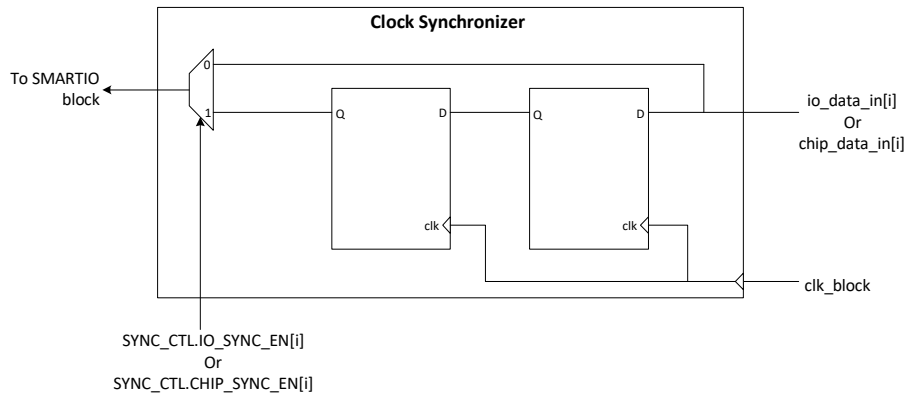 Clock Synchronizer
To SMARTIO
block
0
1
Q
D
Q
D
io_data_in[i]
Or
chip_data_in[i]
clk
clk
clk_block
SYNC_CTL.IO_SYNC_EN[i]
Or
SYNC_CTL.CHIP_SYNC_EN[i]